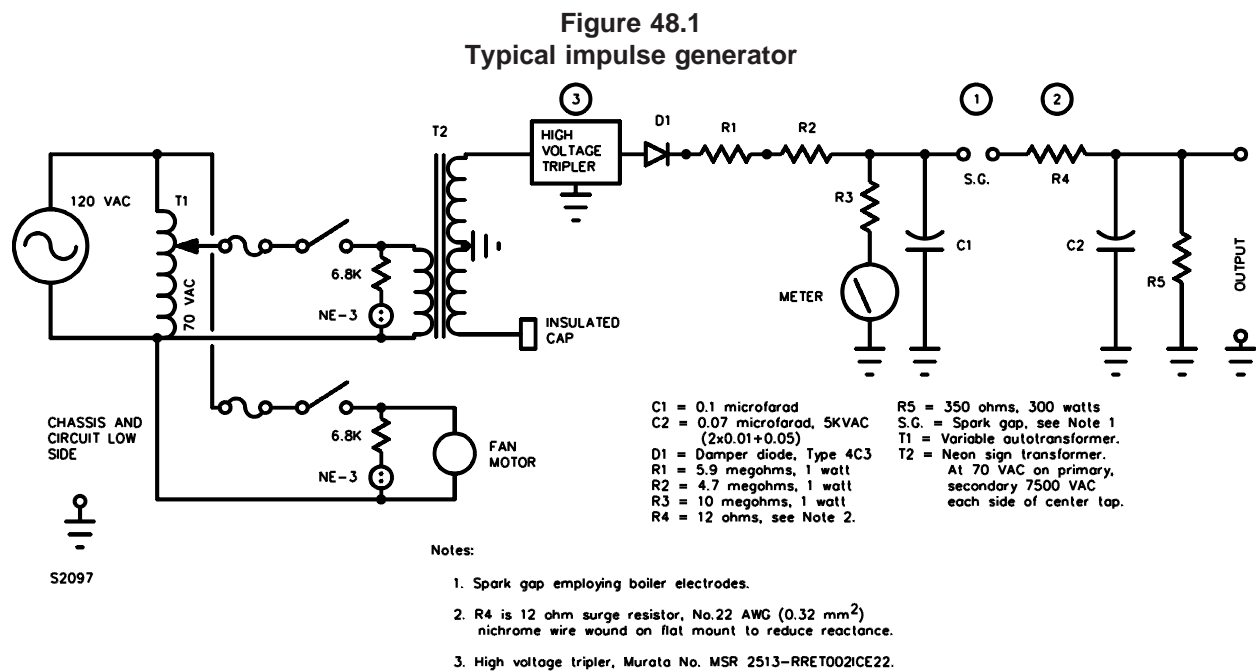 Figure 48.1
Typical impulse generator
3
1
2
T2
HIGH
VOLTAGE
TRIPLER
D1
R1
R2
120 VAC
T1
S.G.
R4
R3
C1
C2
R5
OUTPUT
6.8K
70 VAC
NE-3
METER
INSULATED
CAP
CHASSIS AND
CIRCUIT LOW
SIDE
6.8K
NE-3
FAN
MOTOR
S2097
C1 = 0.1 microfarad
C2 = 0.07 microfarad, 5KVAC
(2x0.01+0.05)
D1 = Damper diode, Type 4C3
R1 = 5.9 megohms, 1 watt
R2 = 4.7 megohms, 1 watt
R3 = 10 megohms, 1 watt
R4 = 12 ohms, see Note 2.
R5 = 350 ohms, 300 watts
S.G. = Spark gap, see Note 1
T1 = Variable autotransformer.
T2 = Neon sign transformer.
At 70 VAC on primary,
secondary 7500 VAC
each side of center tap.
Notes:
1. Spark gap employing boiler electrodes.
2. R4 is 12 ohm surge resistor, No.22 AWG (0.32 mm²)
nichrome wire wound on flat mount to reduce reactance.
3. High voltage tripler, Murata No. MSR 2513-RRET002ICE22.